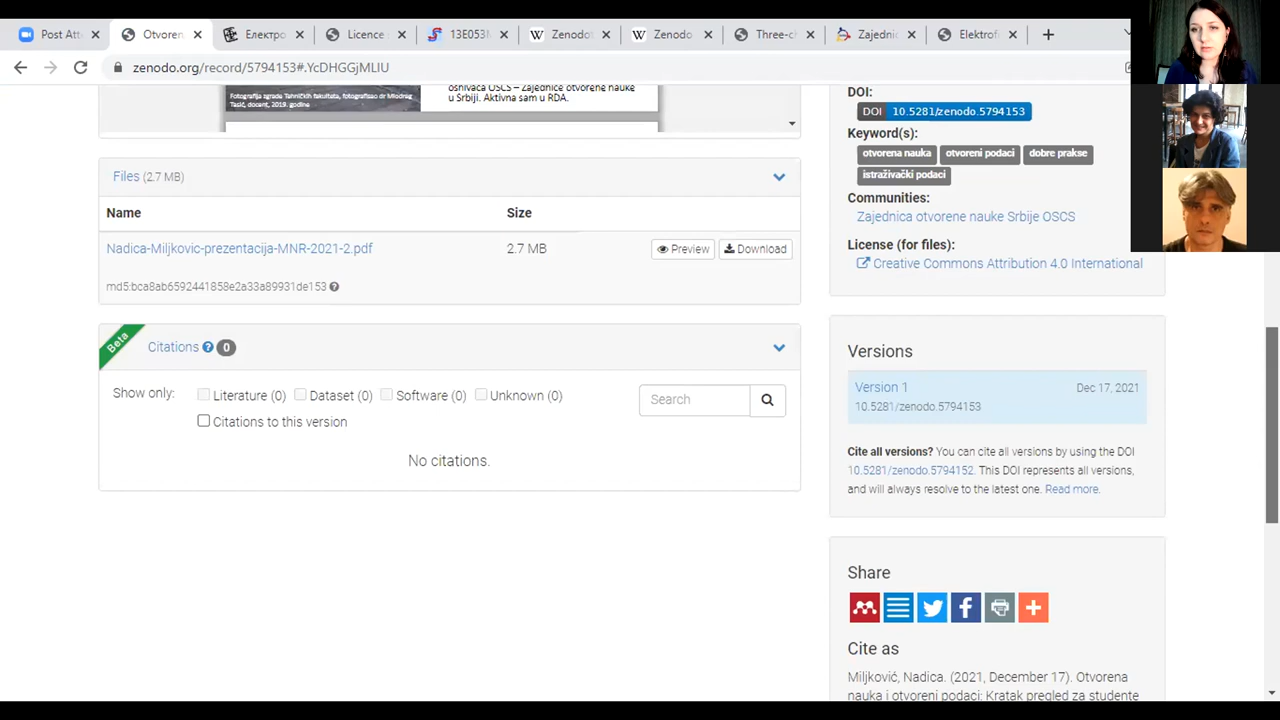 Post Att
Otvoren
Електро
Licence
13E053M
Zenodo
Zenodo
Three-cl
Zajednic
Elektrofi
zenodo.org/record/5794153#.YcDHGGjMLIU
Fotografija zgrade Tehničkih fakulteta, fotografisao dr Miodrag
Tasić, docent, 2019. godine
osnivača OSCS – Zajednice otvorene nauke
u Srbiji. Aktivna sam u RDA.
Files (2.7 MB)
Name Size
Nadica-Miljkovic-prezentacija-MNR-2021-2.pdf 2.7 MB Preview Download
md5:bca8ab6592441858e2a33a89931de153
Beta
Citations 0
Show only: Literature (0) Dataset (0) Software (0) Unknown (0)
Citations to this version
Search
No citations.
DOI:
DOI 10.5281/zenodo.5794153
Keyword(s):
otvorena nauka otvoreni podaci dobre prakse
istraživački podaci
Communities:
Zajednica otvorene nauke Srbije OSCS
License (for files):
Creative Commons Attribution 4.0 International
Versions
Version 1 Dec 17, 2021
10.5281/zenodo.5794153
Cite all versions? You can cite all versions by using the DOI
10.5281/zenodo.5794152. This DOI represents all versions,
and will always resolve to the latest one. Read more.
Share
Cite as
Miljković, Nadica. (2021, December 17). Otvorena
nauka i otvoreni podaci: Kratak pregled za studente